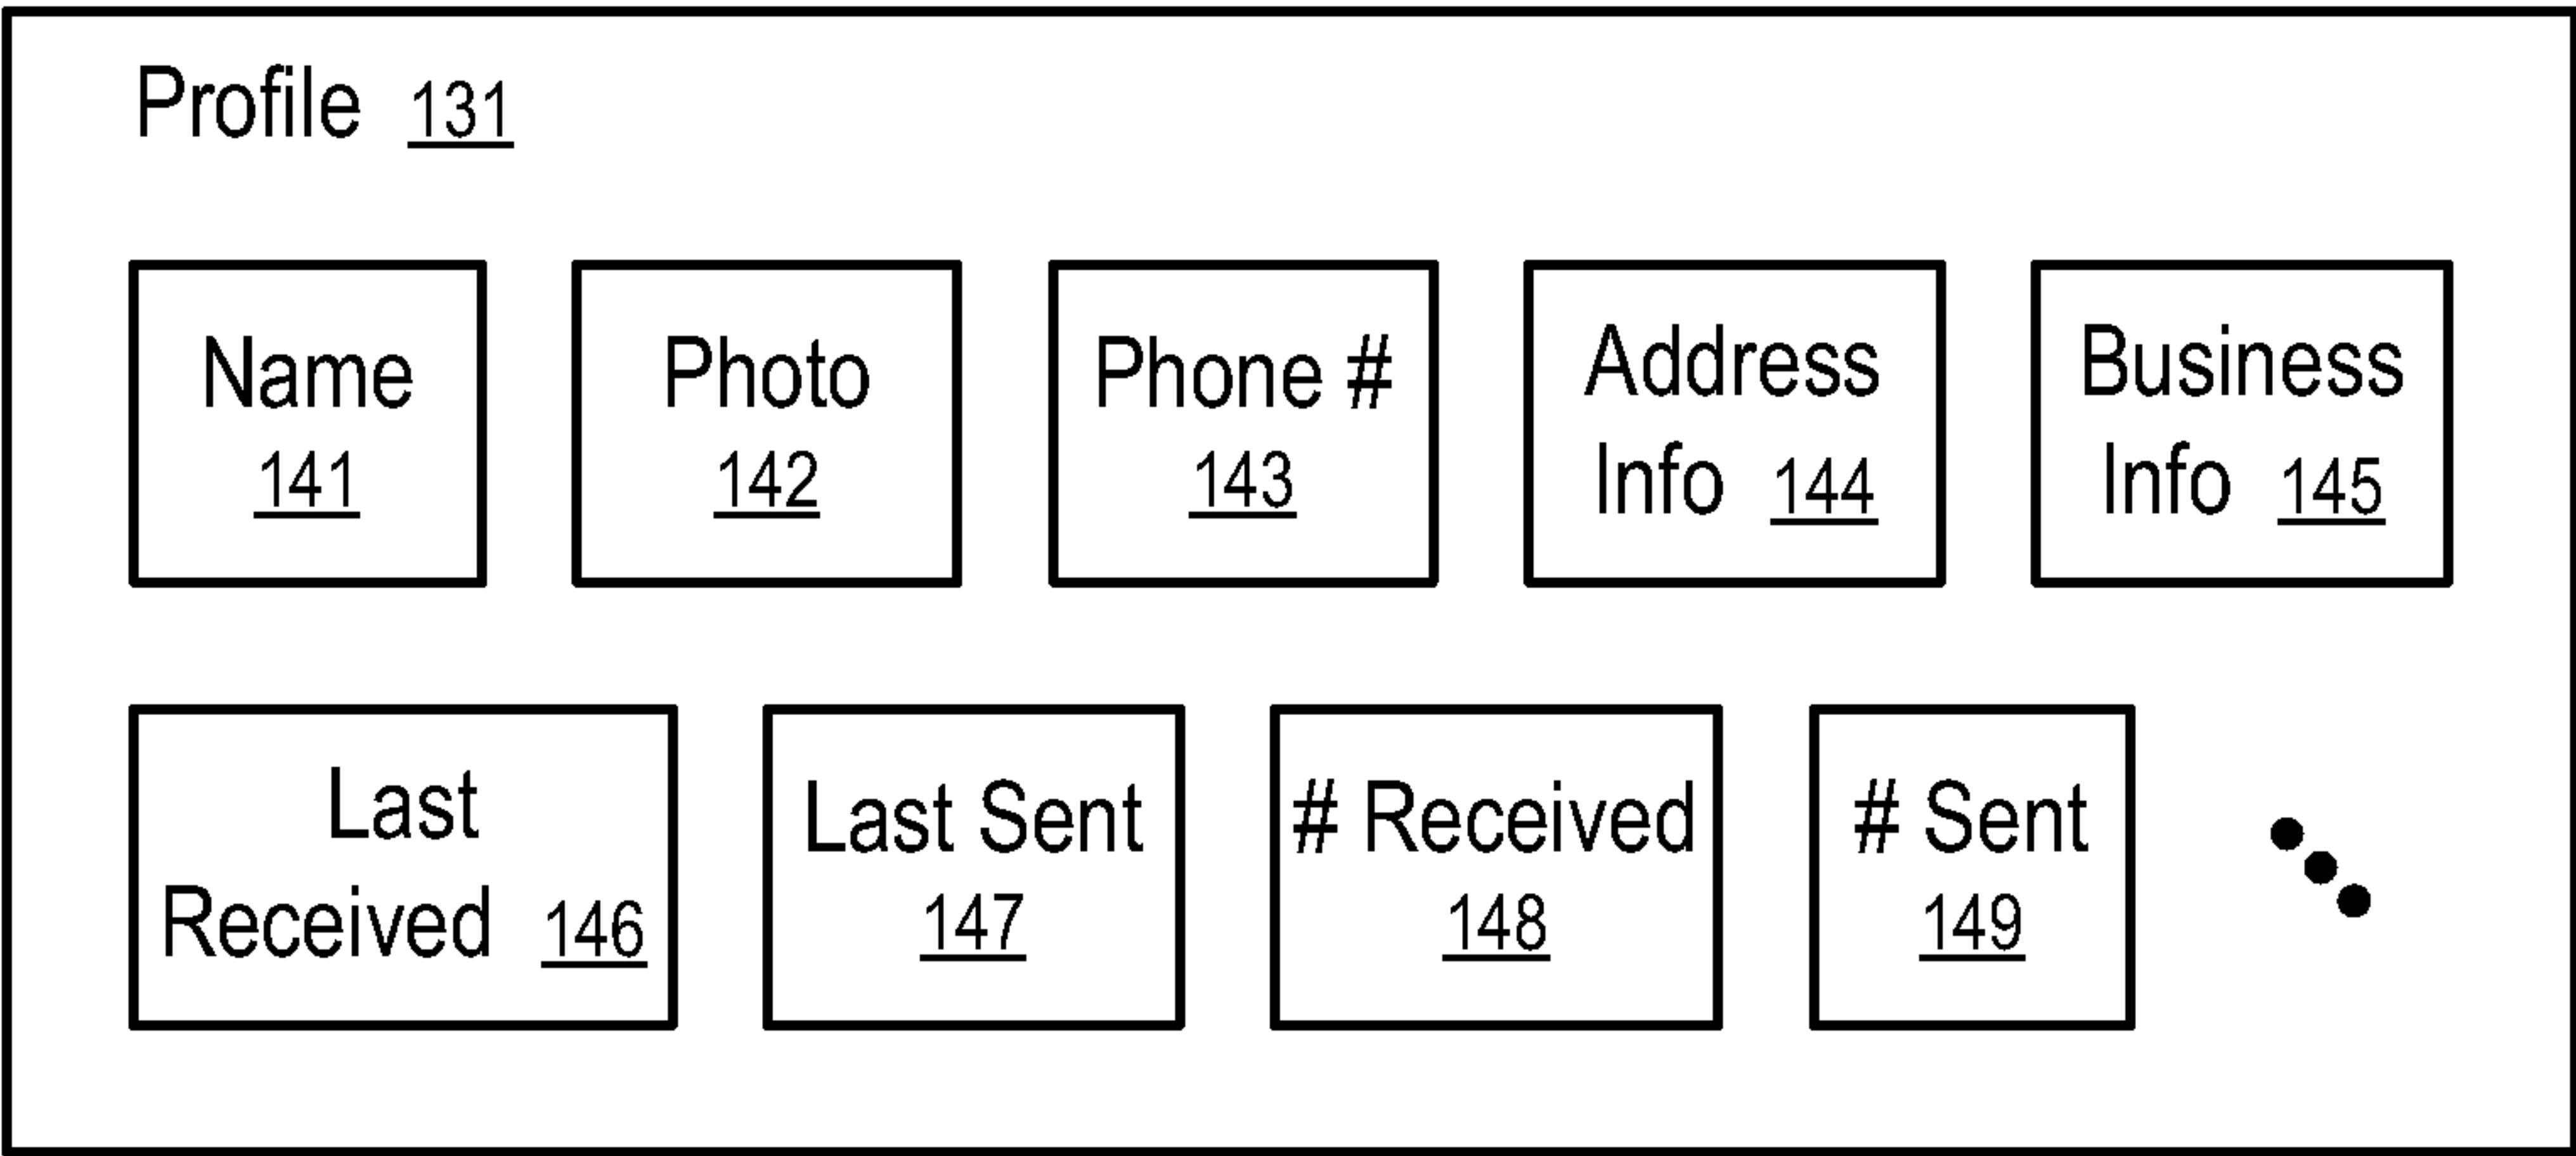 Profile 131
Name
141
Photo
142
Phone #
143
Address
Info 144
Business
Info 145
Last
Received 146
Last Sent
147
# Received
148
# Sent
149